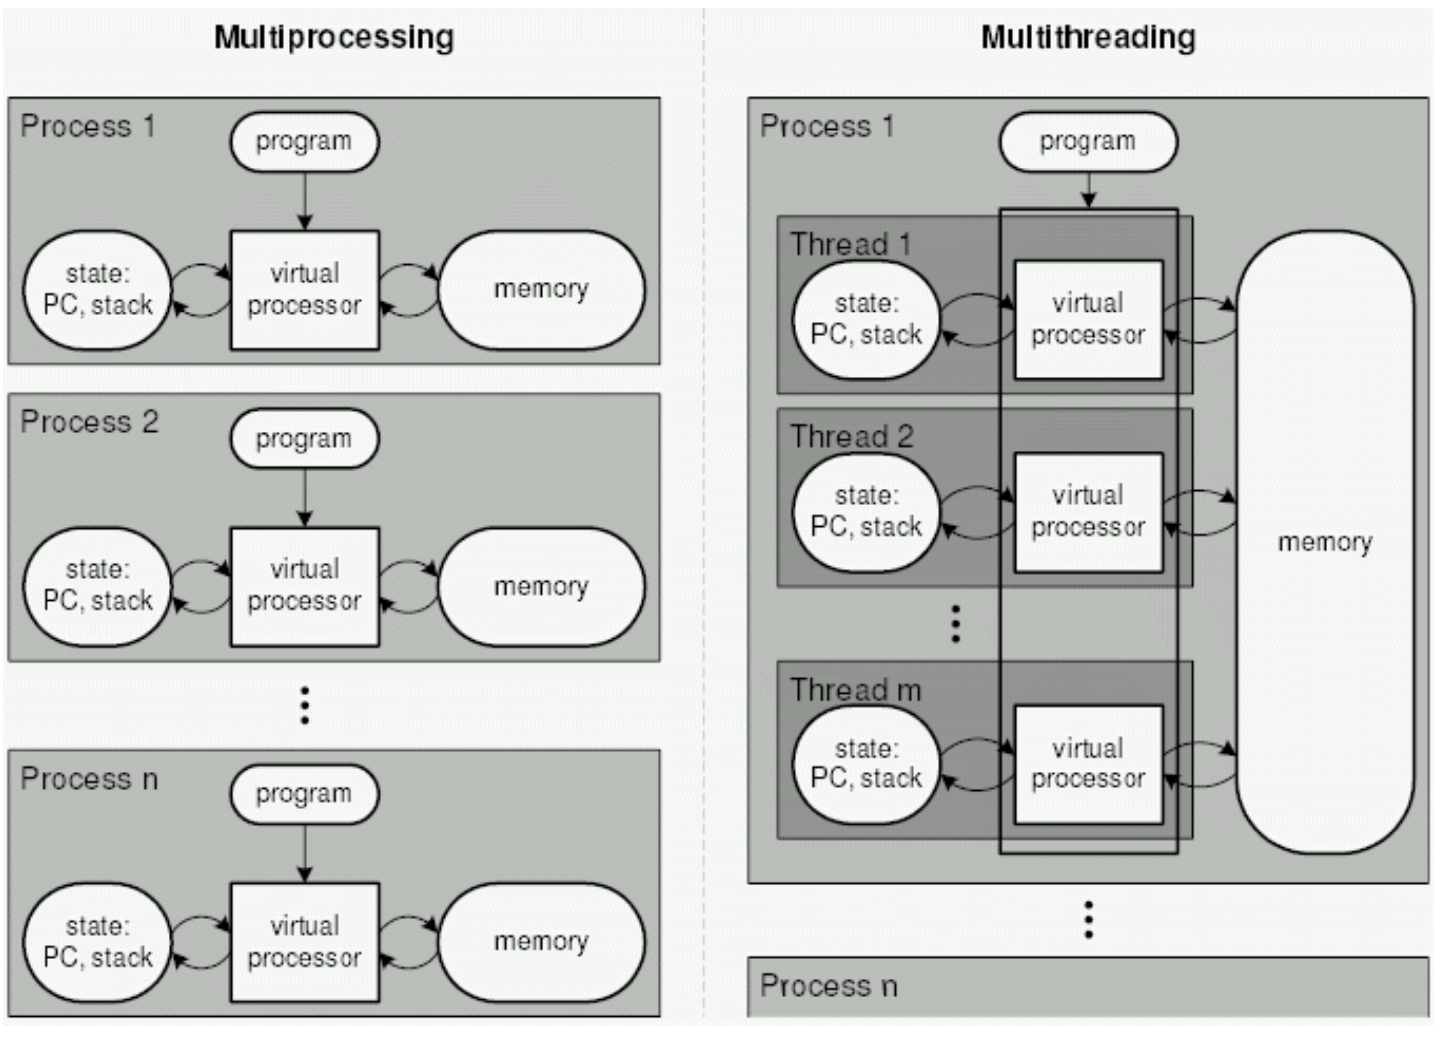 Multiprocessing
Process 1
program
state:
PC, stack
virtual
processor
memory
Process 2
program
state:
PC, stack
virtual
processor
memory
Process n
program
state:
PC, stack
virtual
processor
memory
Multithreading
Process 1
program
Thread 1
state:
PC, stack
virtual
processor
Thread 2
state:
PC, stack
virtual
processor
memory
Thread m
state:
PC, stack
virtual
processor
Process n